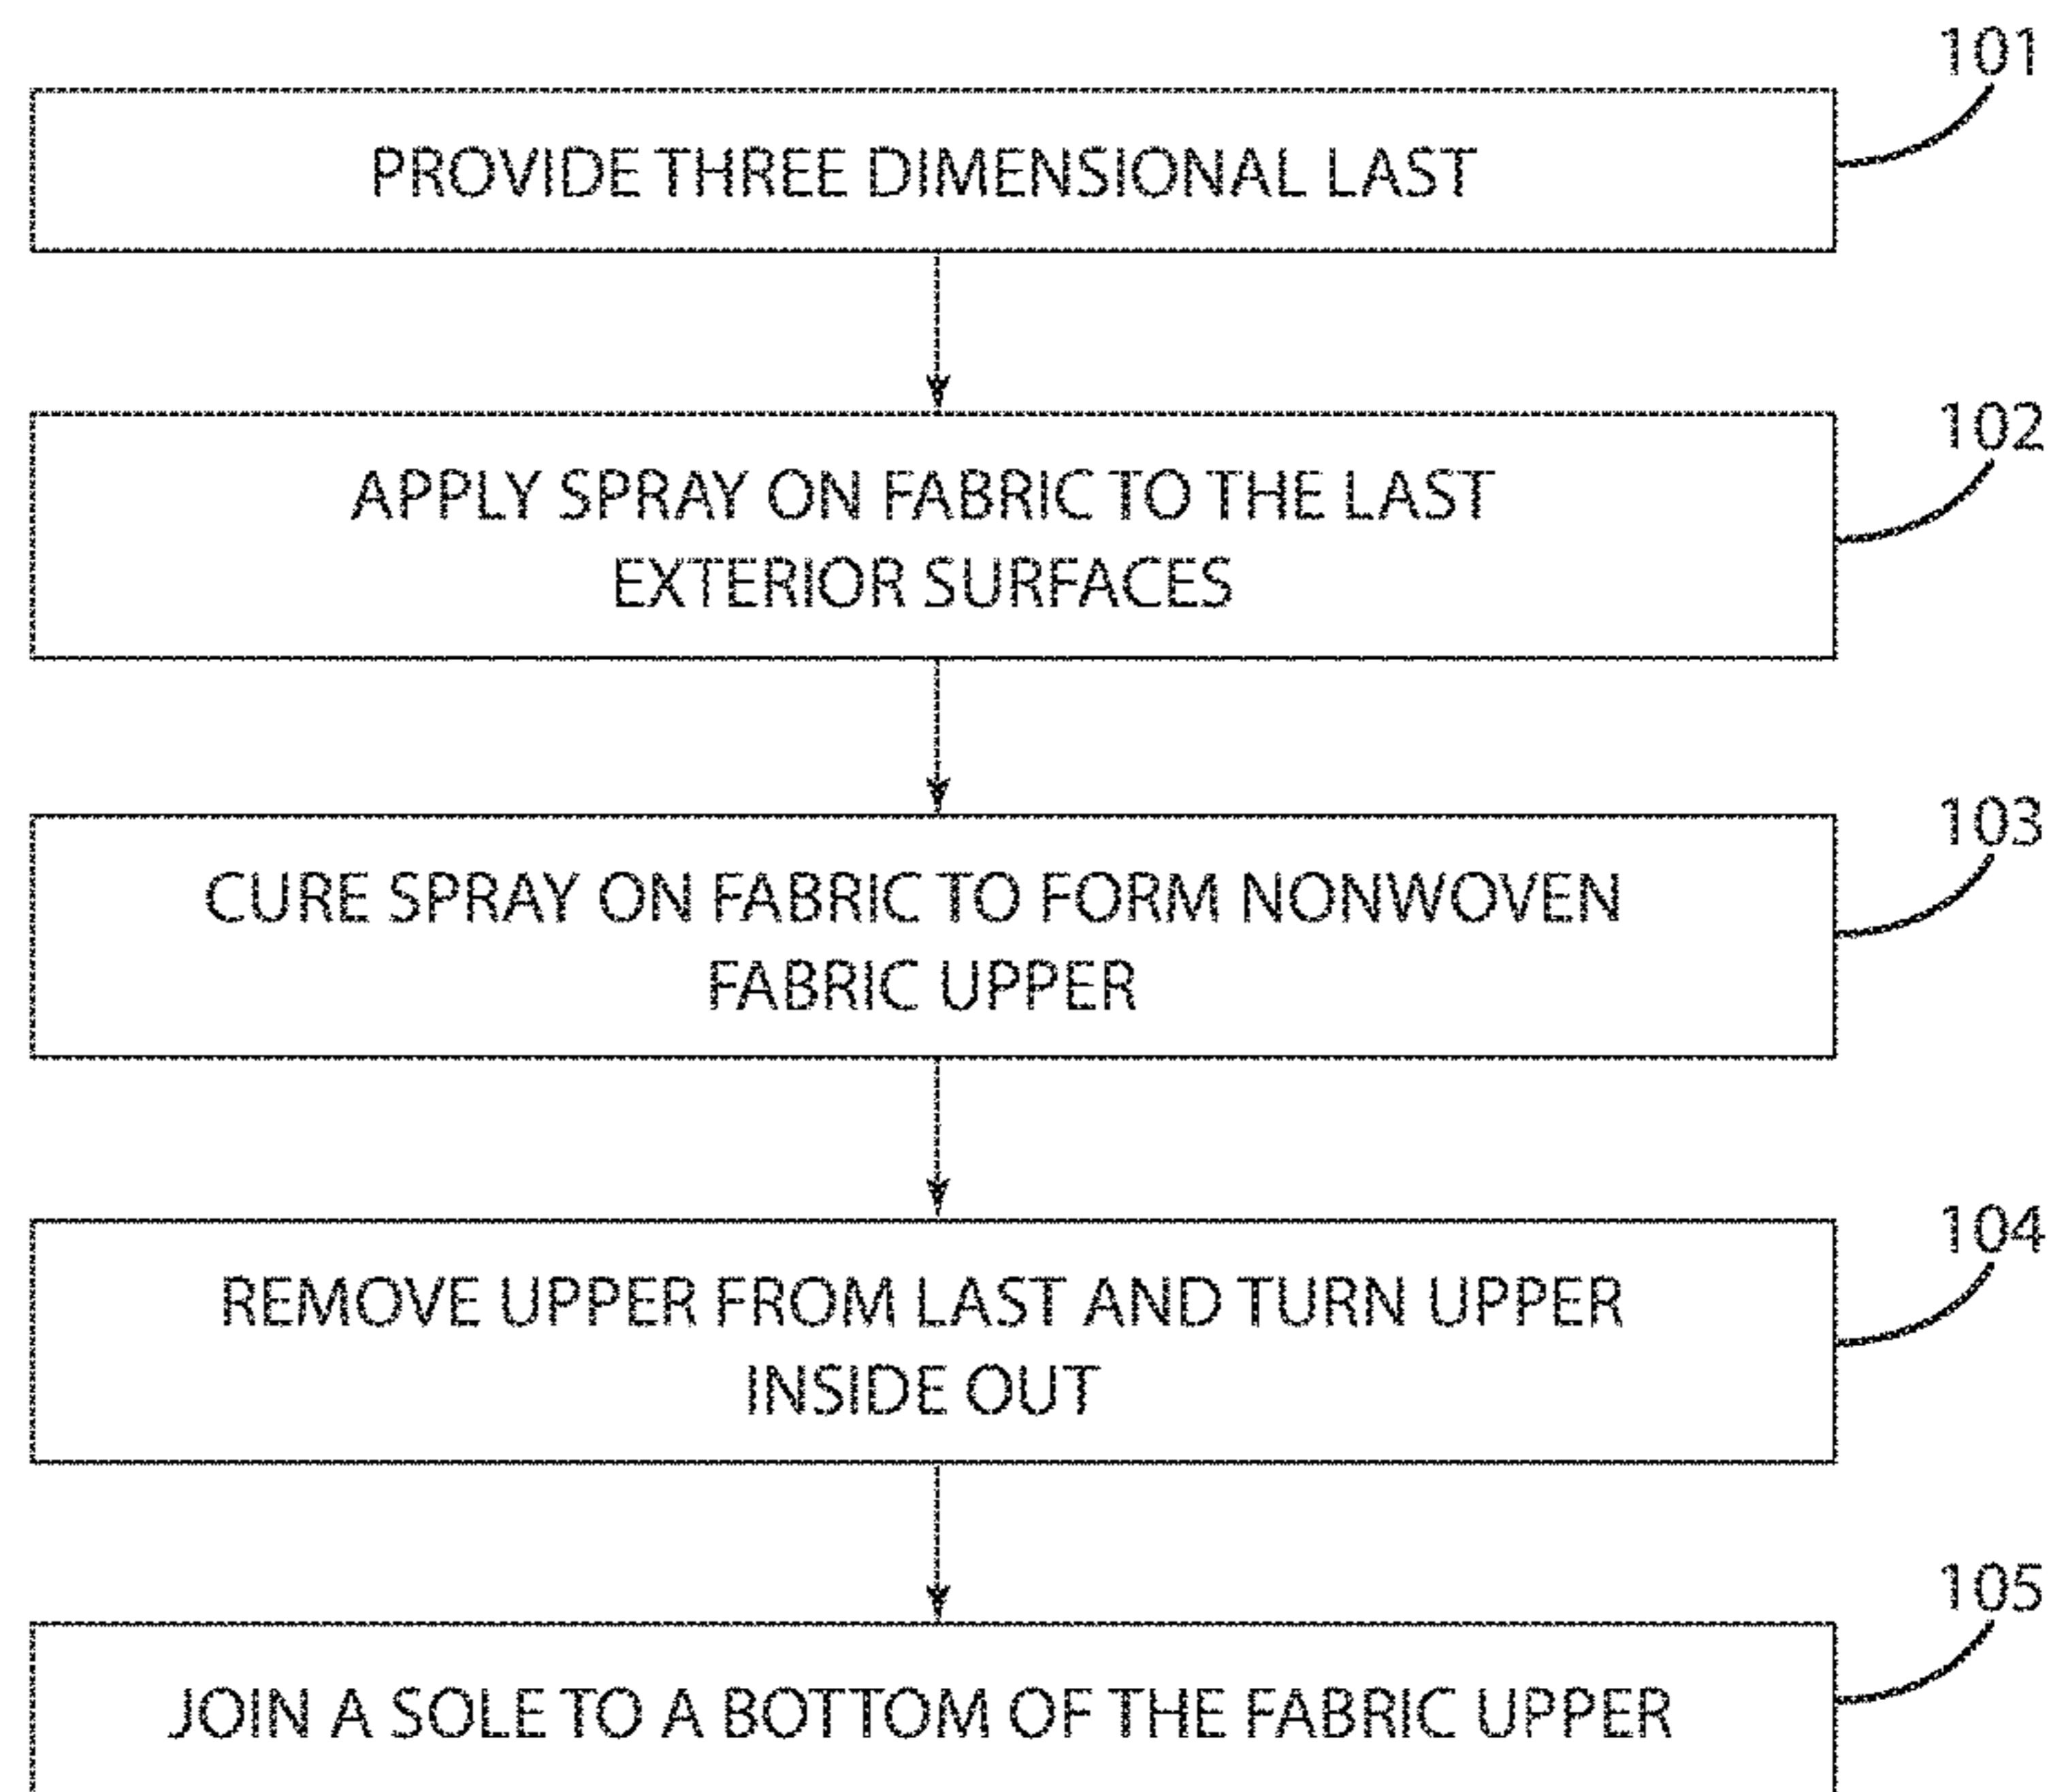 101
PROVIDE THREE DIMENSIONAL LAST
102
APPLY SPRAY ON FABRIC TO THE LAST
EXTERIOR SURFACES
103
CURE SPRAY ON FABRIC TO FORM NONWOVEN
FABRIC UPPER
104
REMOVE UPPER FROM LAST AND TURN UPPER
INSIDE OUT
105
JOIN A SOLE TO A BOTTOM OF THE FABRIC UPPER